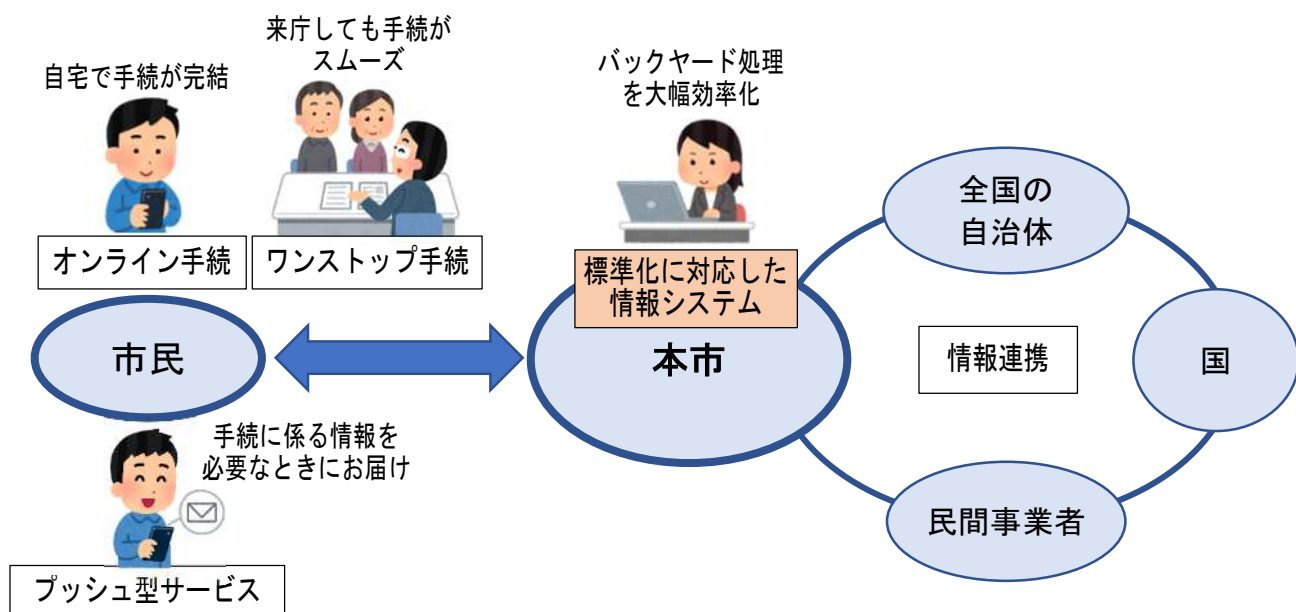 来庁しても手続が
スムーズ
自宅で手続が完結
バックヤード処理
を大幅効率化
オンライン手続
ワンストップ手続
標準化に対応した
情報システム
全国の
自治体
市民
本市
情報連携
国
手続に係る情報を
必要なときにお届け
民間事業者
プッシュ型サービス